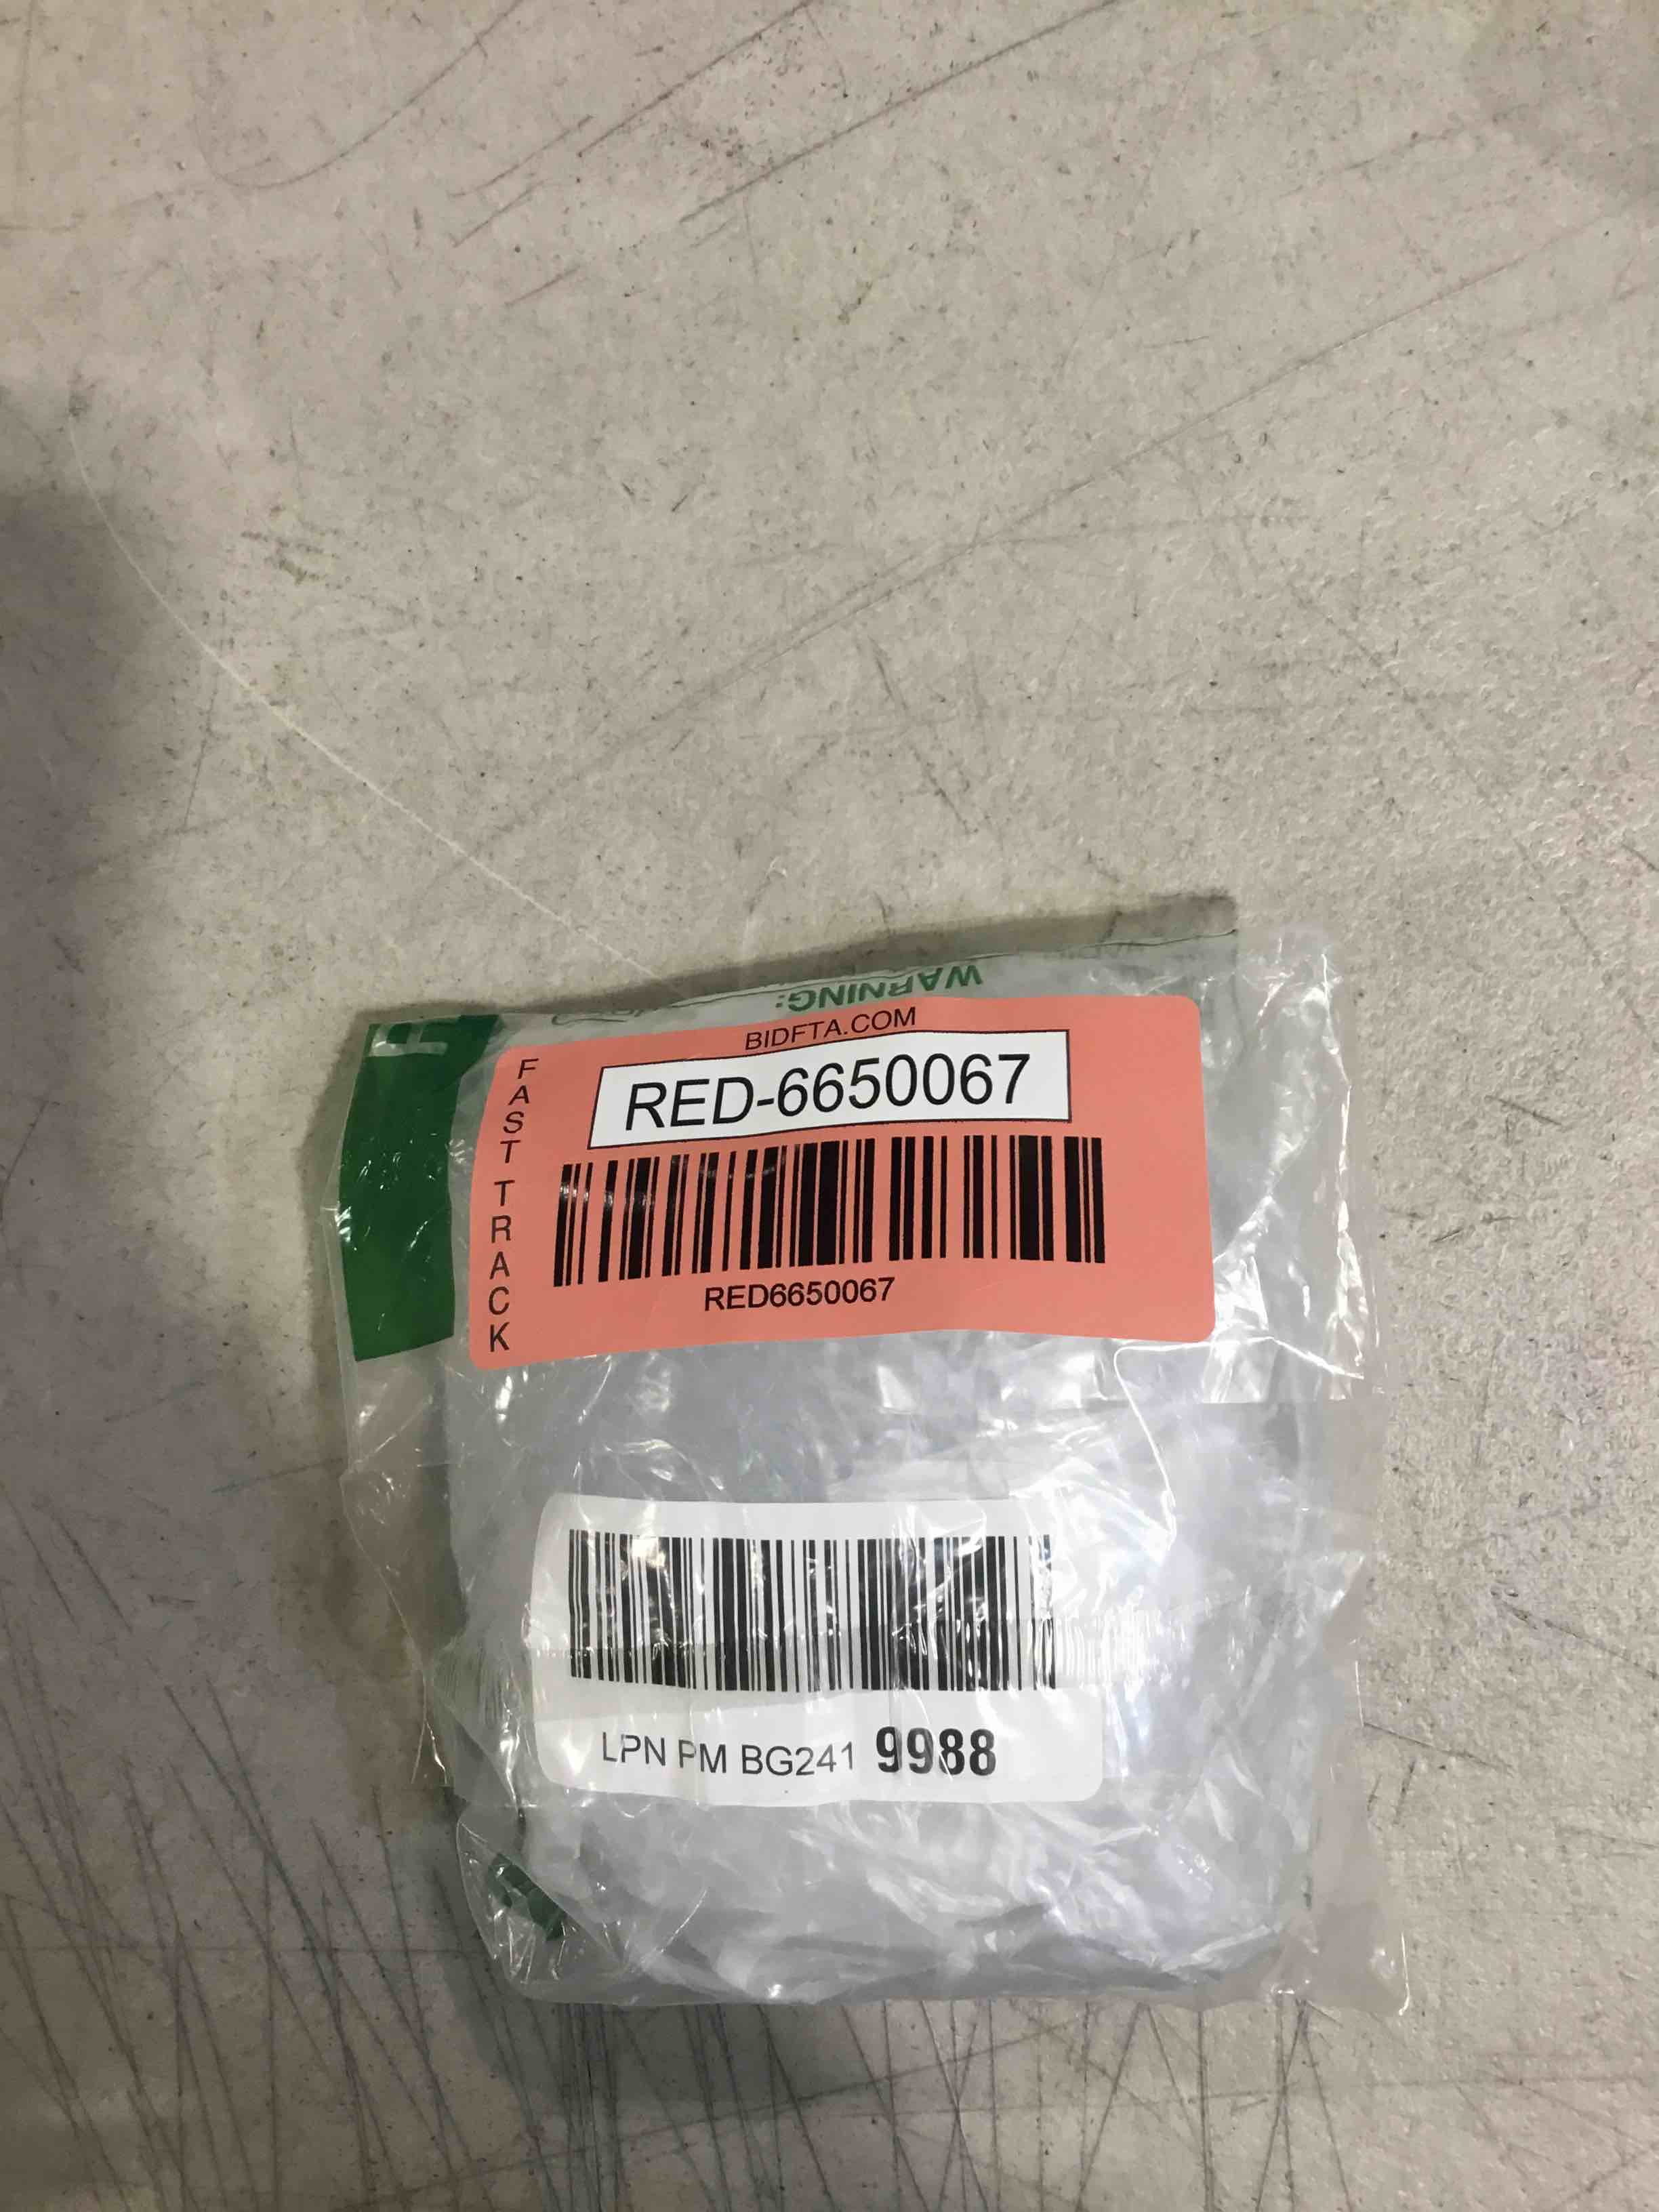 WARNING:
BIDFTA.COM
FAST TRACK
RED-6650067
RED6650067
LPN PM BG241 9988